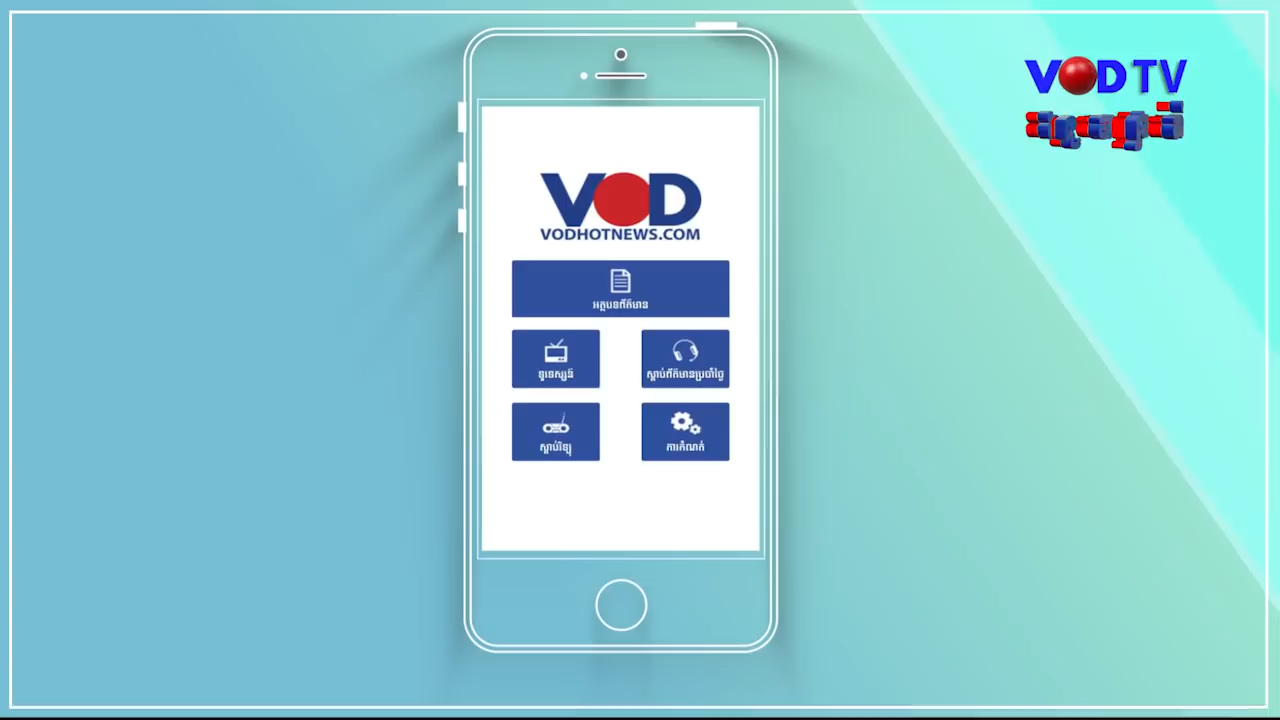 VOD TV
VOD
VODHOTNEWS.COM
អត្ថបទព័ត៌មាន
ទូទស្សន៍
ស្តាប់ព័ត៌មានប្រចាំថ្ងៃ
ស្តាប់វិទ្យុ
ការកំណត់